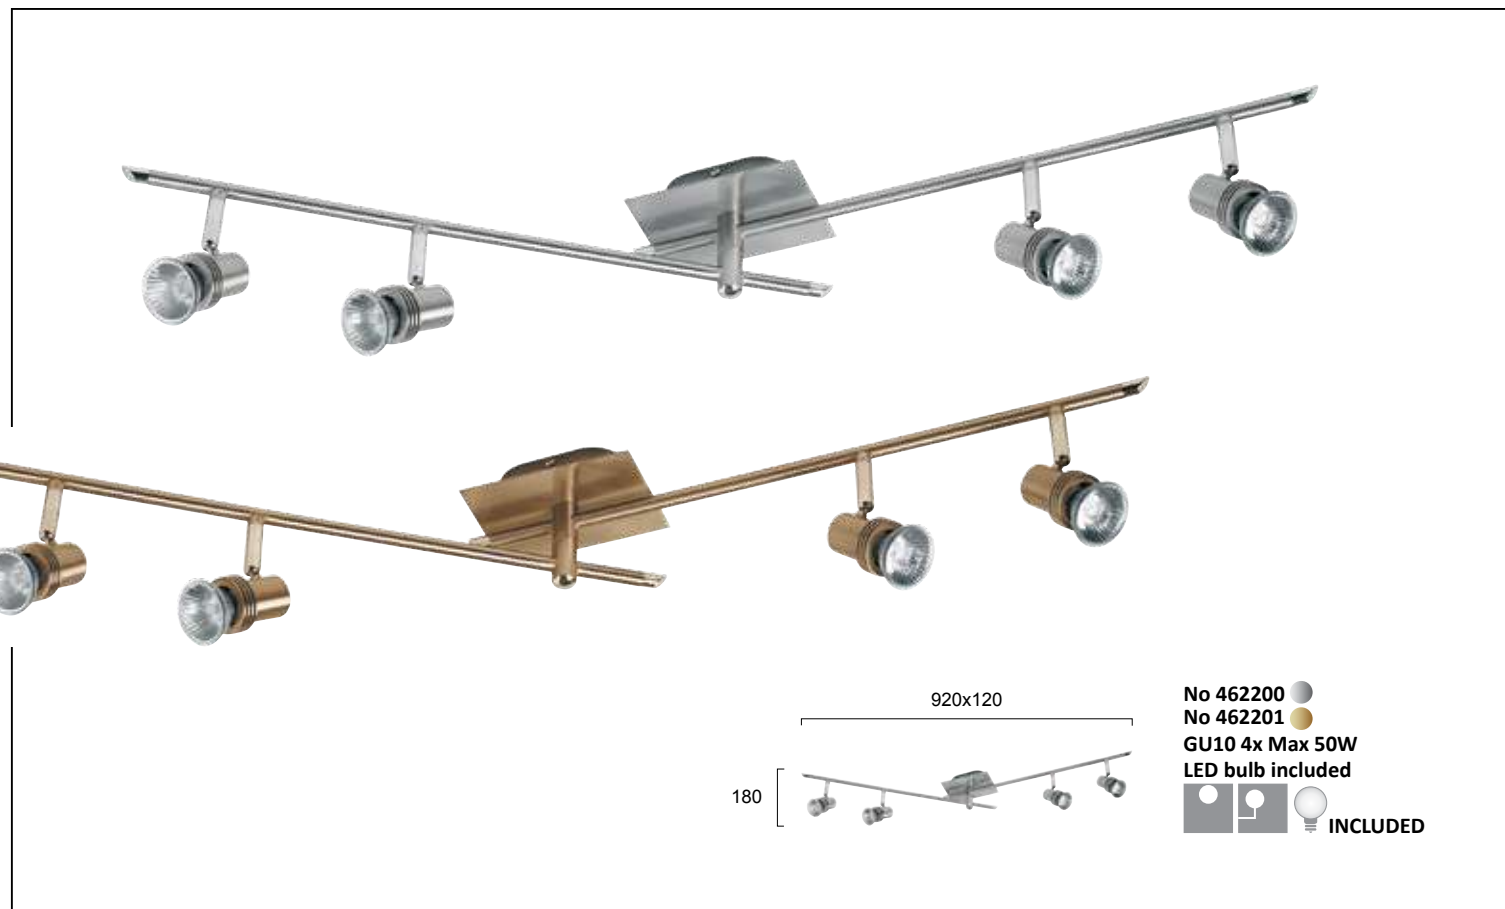 920x120
180
No 462200
No 462201
GU10 4x Max 50W
LED bulb included
INCLUDED